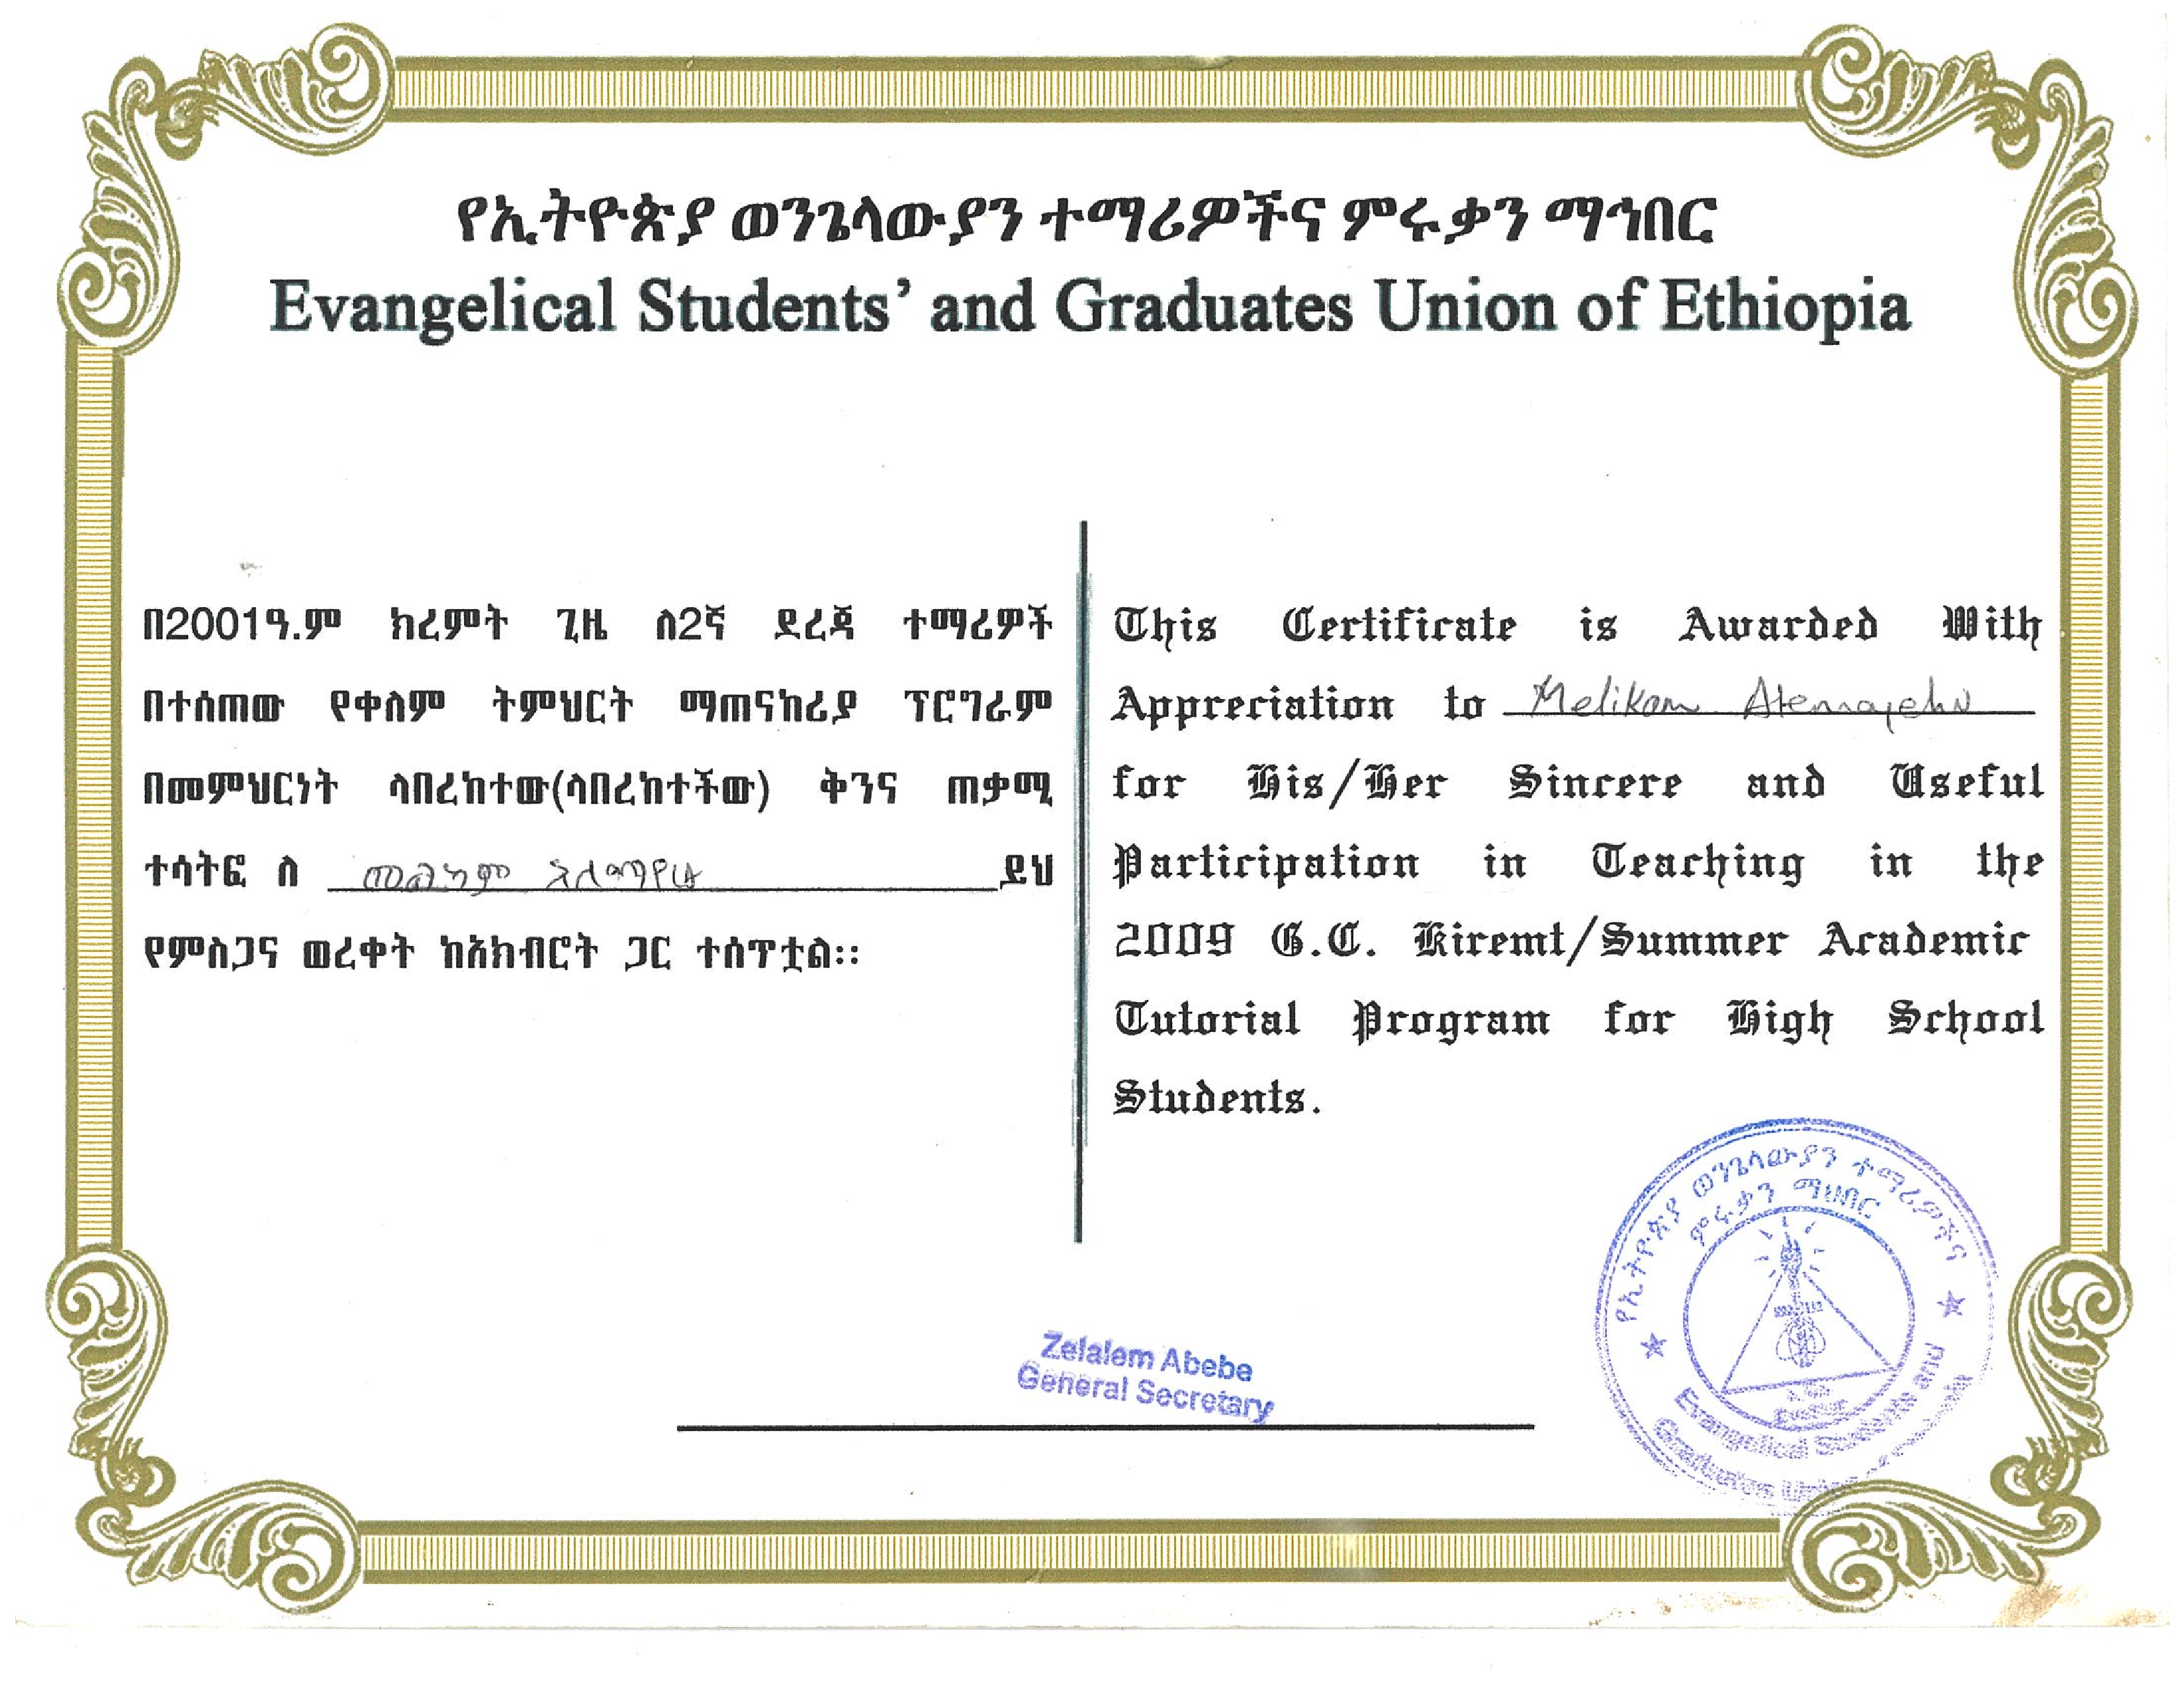 የኢትዮጵያ ወንጌላውያን ተማሪዎችና ምሩቃን ማኅበር
Evangelical Students' and Graduates Union of Ethiopia
በ2001ዓ.ም ክረምት ጊዜ ለ2ኛ ደረጃ ተማሪዎች
በተሰጠው የቀለም ትምህርት ማጠናከሪያ ፕሮግራም
በመምህርነት ላበረከተው(ላበረከተችው) ቅንና ጠቃሚ
ተሳትፎ ለ መልካም አለማየሁ ይህ
የምስጋና ወረቀት ከአክብሮት ጋር ተሰጥቷል፡፡
This Certificate is Awarded With
Appreciation to Melikam
for His/Her Sincere and Useful
Participation in Teaching in the
2009 G.C. Kiremt/Summer Academic
Tutorial Program for High School
Students.
Zelalem Abebe
General Secretary
የኢትዮጵያ ወንጌላውያን ተማሪዎችና
ምሩቃን ማህበር
Evangelical Students and
Graduates Union